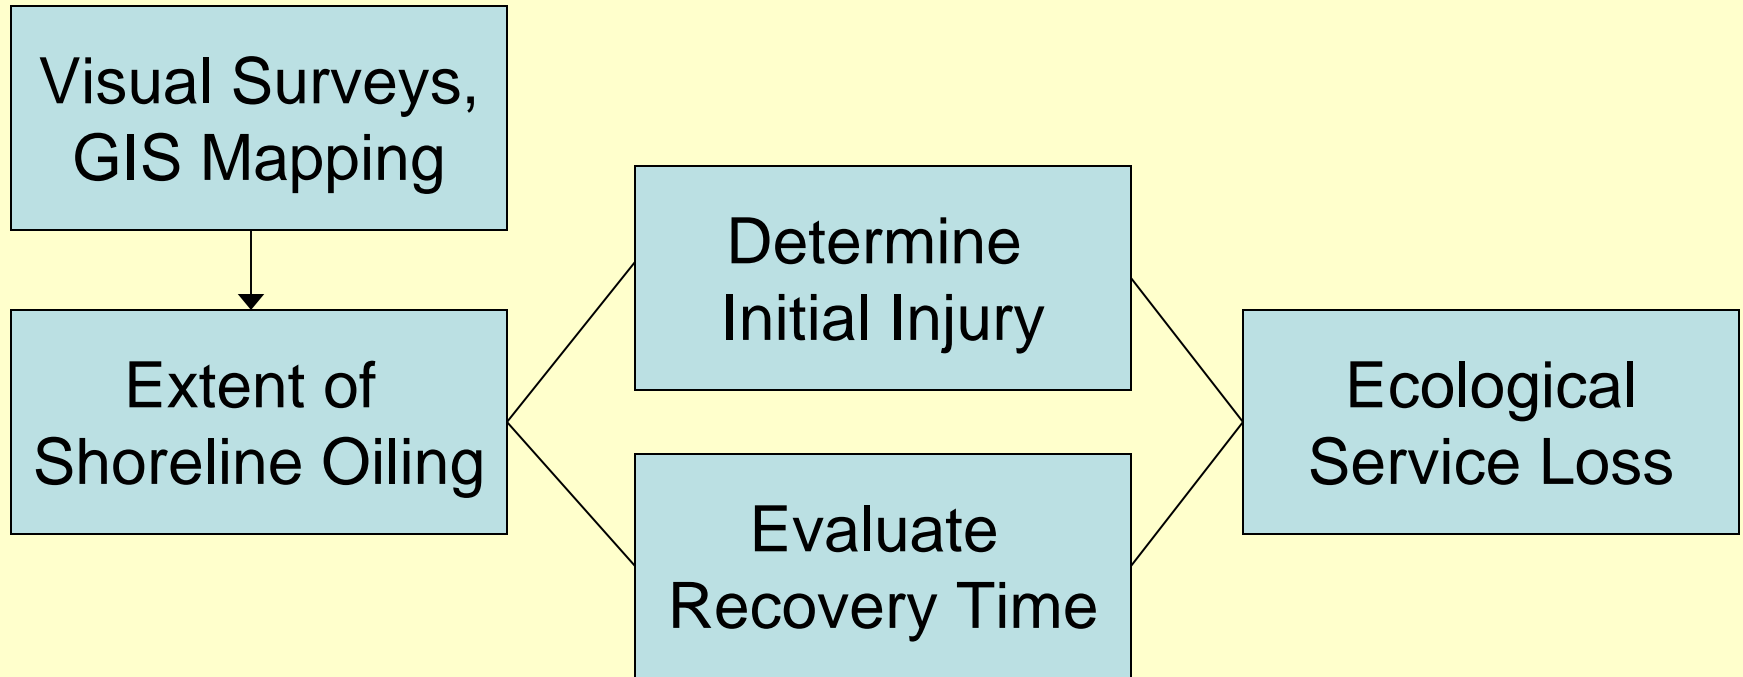 Visual Surveys,
GIS Mapping
Extent of
Shoreline Oiling
Determine
Initial Injury
Evaluate
Recovery Time
Ecological
Service Loss